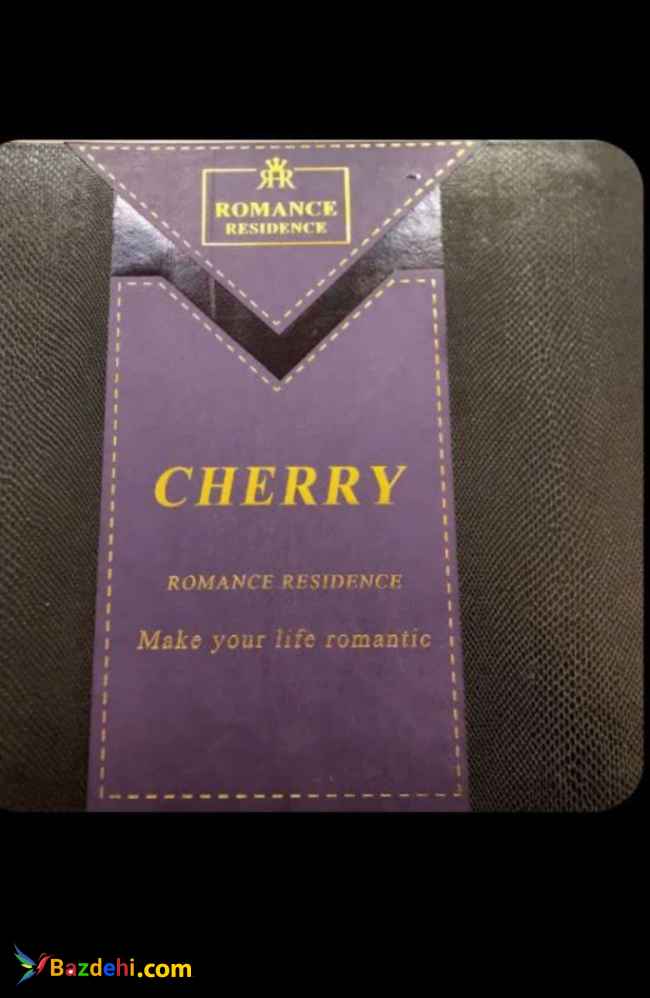 RR
ROMANCE
RESIDENCE
CHERRY
ROMANCE RESIDENCE
Make your life romantic
Bazdehi.com